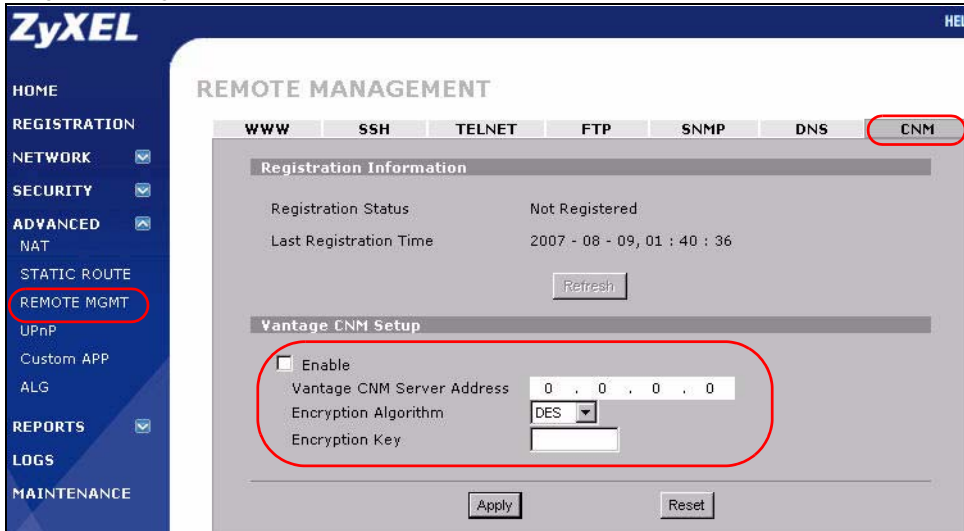 ZyXEL
HEL
HOME
REGISTRATION
NETWORK
SECURITY
ADVANCED
NAT
STATIC ROUTE
REMOTE MGMT
UPnP
Custom APP
ALG
REPORTS
LOGS
MAINTENANCE
REMOTE MANAGEMENT
WWW SSH TELNET FTP SNMP DNS CNM
Registration Information
Registration Status Not Registered
Last Registration Time 2007 - 08 - 09, 01 : 40 : 36
Refresh
Vantage CNM Setup
Enable
Vantage CNM Server Address 0 . 0 . 0 . 0
Encryption Algorithm DES
Encryption Key
Apply Reset